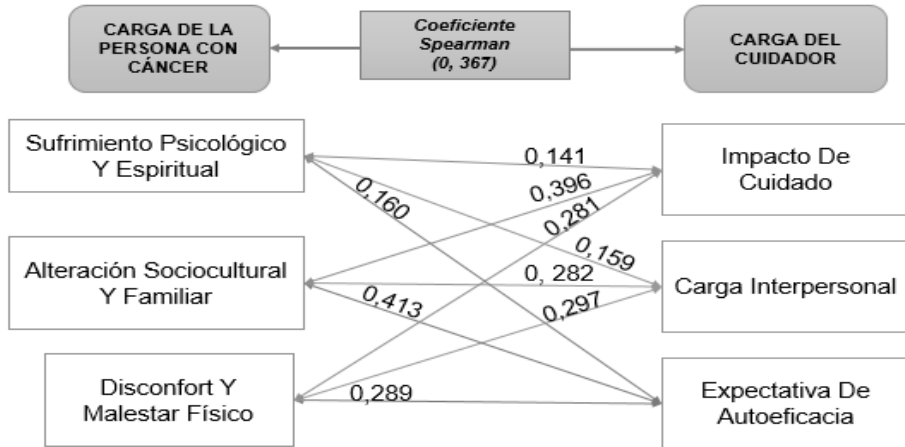 CARGA DE LA
PERSONA CON
CÁNCER
Coeficiente
Spearman
(0, 367)
CARGA DEL
CUIDADOR
Sufrimiento Psicológico
Y Espiritual
0,141
Impacto De
Cuidado
0,160
0,396
0,281
0,159
Alteración Sociocultural
Y Familiar
0, 282
Carga Interpersonal
0,413
0,297
Disconfort Y
Malestar Físico
0,289
Expectativa De
Autoeficacia